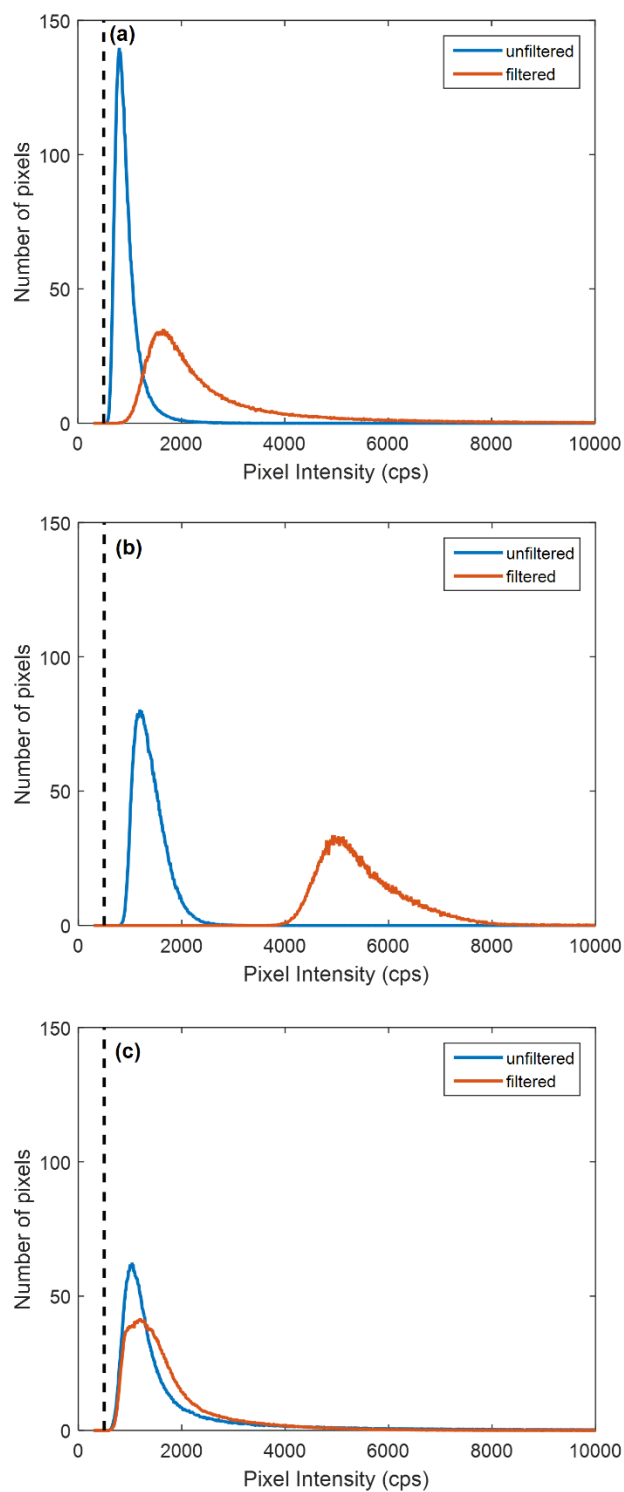 150
(a)
unfiltered
filtered
100
Number of pixels
50
0
0 2000 4000 6000 8000 10000
Pixel Intensity (cps)
150
(b)
unfiltered
filtered
100
Number of pixels
50
0
0 2000 4000 6000 8000 10000
Pixel Intensity (cps)
150
(c)
unfiltered
filtered
100
Number of pixels
50
0
0 2000 4000 6000 8000 10000
Pixel Intensity (cps)